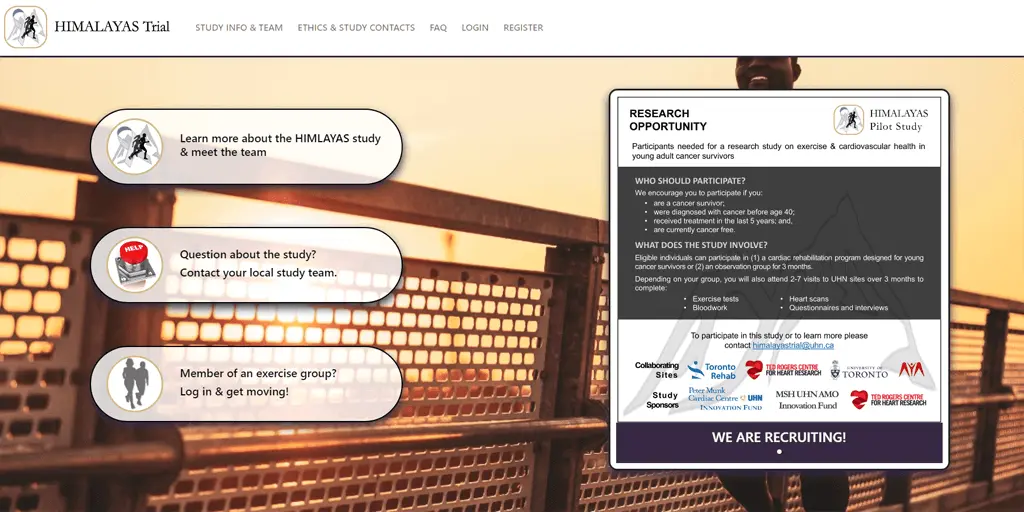 HIMALAYAS Trial
STUDY INFO & TEAM
ETHICS & STUDY CONTACTS
FAQ
LOGIN
REGISTER
Learn more about the HIMLAYAS study
& meet the team
HELP
Question about the study?
Contact your local study team.
Member of an exercise group?
Log in & get moving!
RESEARCH
OPPORTUNITY
HIMALAYAS
Pilot Study
Participants needed for a research study on exercise & cardiovascular health in
young adult cancer survivors
WHO SHOULD PARTICIPATE?
We encourage you to participate if you:
• are a cancer survivor;
• were diagnosed with cancer before age 40;
• received treatment in the last 5 years; and,
• are currently cancer free.
WHAT DOES THE STUDY INVOLVE?
Eligible individuals can participate in (1) a cardiac rehabilitation program designed for young
cancer survivors or (2) an observation group for 3 months.
Depending on your group, you will also attend 2-7 visits to UHN sites over 3 months to
complete:
• Exercise tests
• Bloodwork
• Heart scans
• Questionnaires and interviews
To participate in this study or to learn more please
contact himalayastrial@uhn.ca
Collaborating
Sites
Toronto
Rehab
TED ROGERS CENTRE
FOR HEART RESEARCH
UNIVERSITY OF
TORONTO
AYA
Study
Sponsors
Peter Munk
Cardiac Centre
UHN
INNOVATION FUND
MSH UHN AMO
Innovation Fund
TED ROGERS CENTRE
FOR HEART RESEARCH
WE ARE RECRUITING!